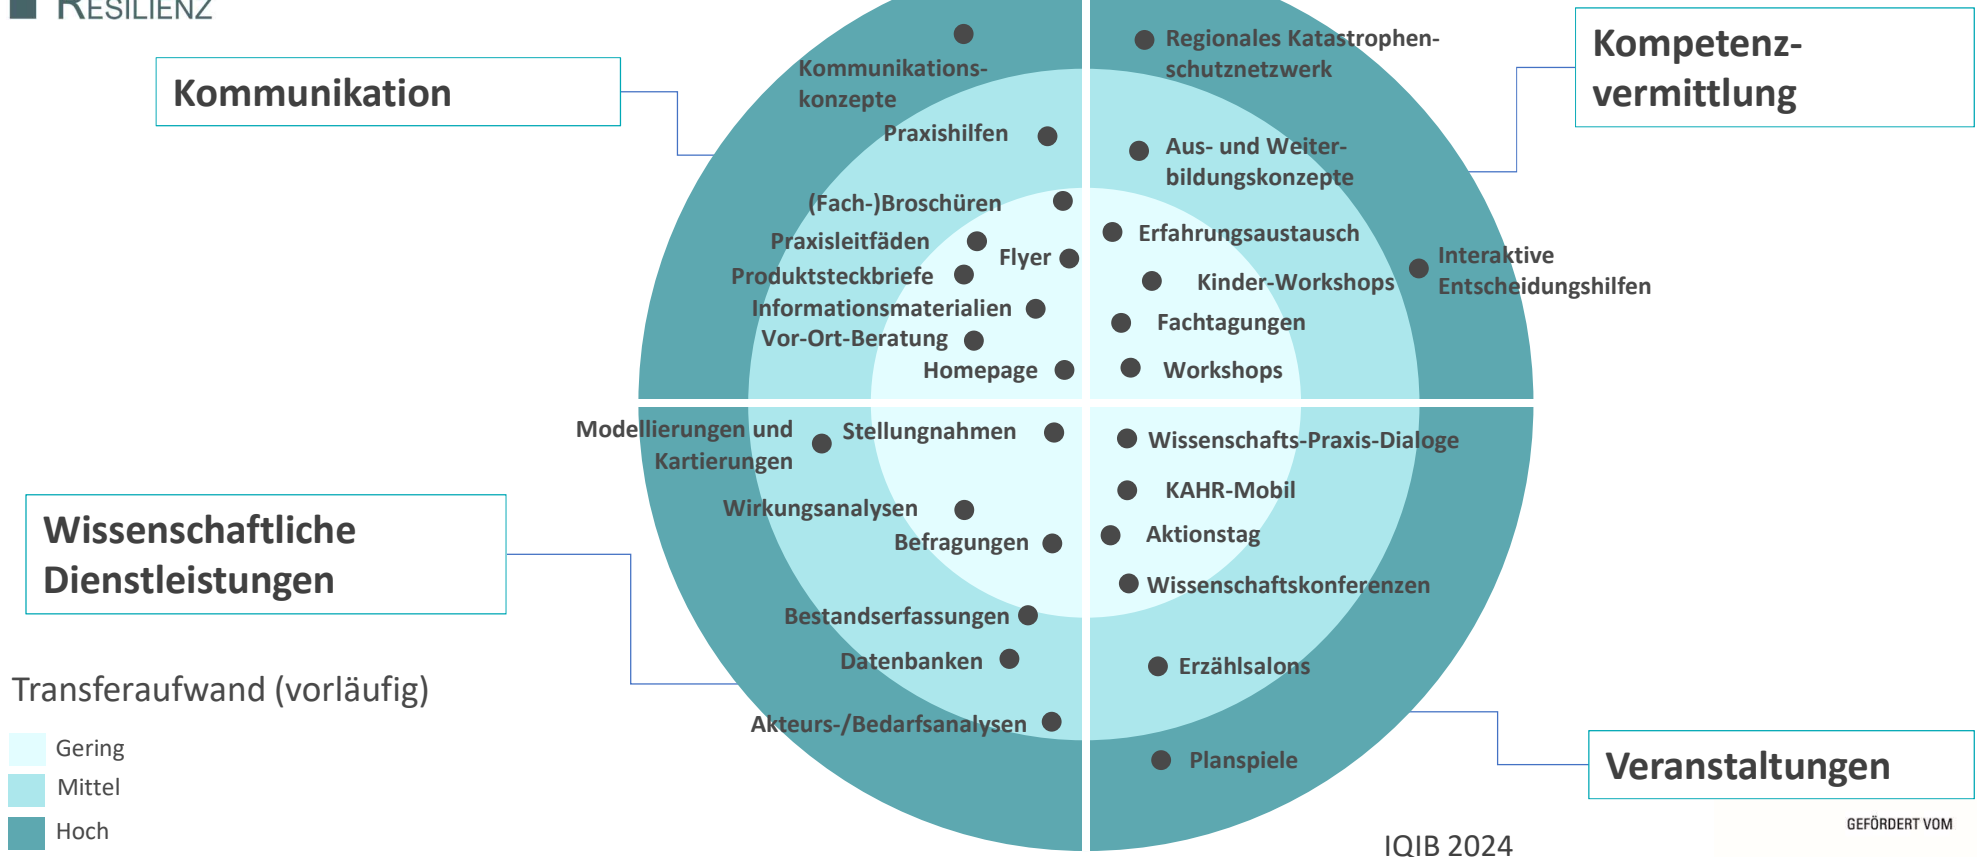 RESILIENZ
Kommunikation
Kommunikations-
konzepte
Praxishilfen
(Fach-)Broschüren
Praxisleitfäden
Flyer
Produktsteckbriefe
Informationsmaterialien
Vor-Ort-Beratung
Homepage
Kompetenz-
vermittlung
Regionales Katastrophen-
schutznetzwerk
Aus- und Weiter-
bildungskonzepte
Erfahrungsaustausch
Interaktive
Entscheidungshilfen
Kinder-Workshops
Fachtagungen
Workshops
Wissenschaftliche
Dienstleistungen
Modellierungen und
Kartierungen
Stellungnahmen
Wirkungsanalysen
Befragungen
Bestandserfassungen
Datenbanken
Akteurs-/Bedarfsanalysen
Wissenschafts-Praxis-Dialoge
KAHR-Mobil
Aktionstag
Wissenschaftskonferenzen
Erzählsalons
Planspiele
Veranstaltungen
Transferaufwand (vorläufig)
Gering
Mittel
Hoch
IQIB 2024
GEFÖRDERT VOM